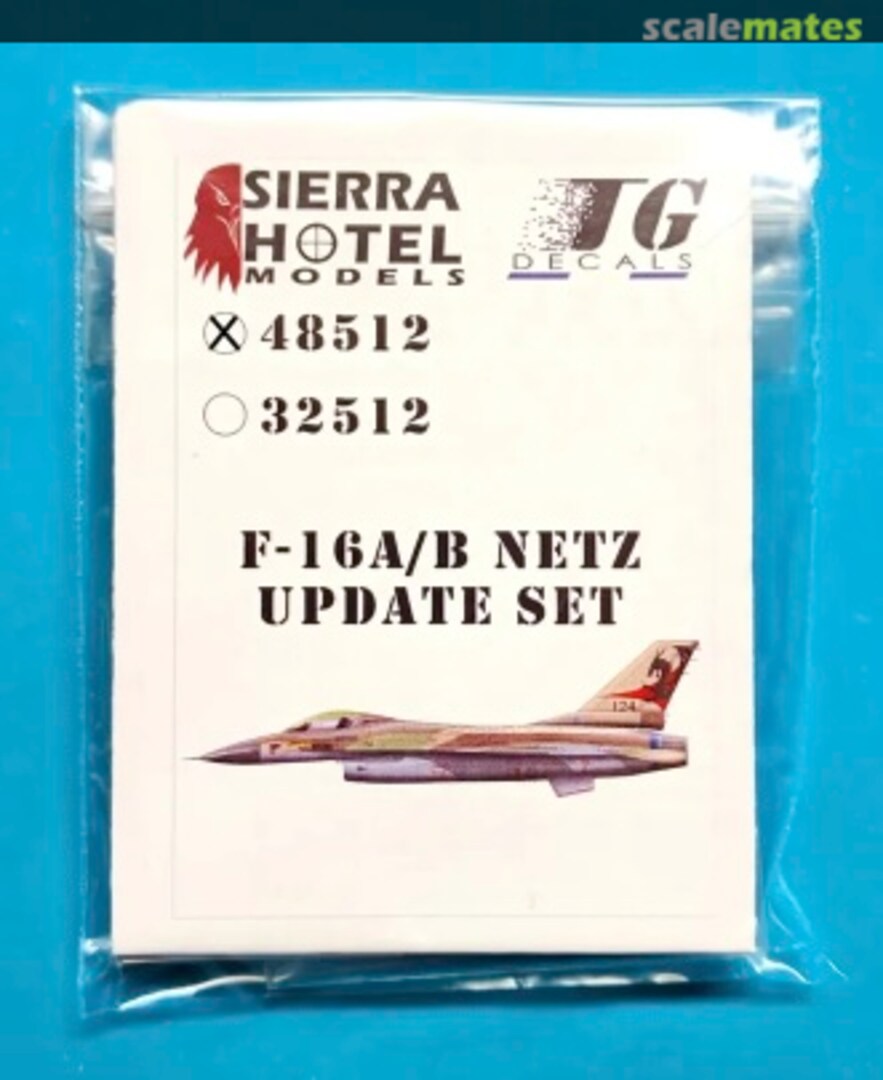 scalemates
SIERRA
HOTEL
MODELS
TG
DECALS
X 48512
32512
F-16A/B NETZ
UPDATE SET
124